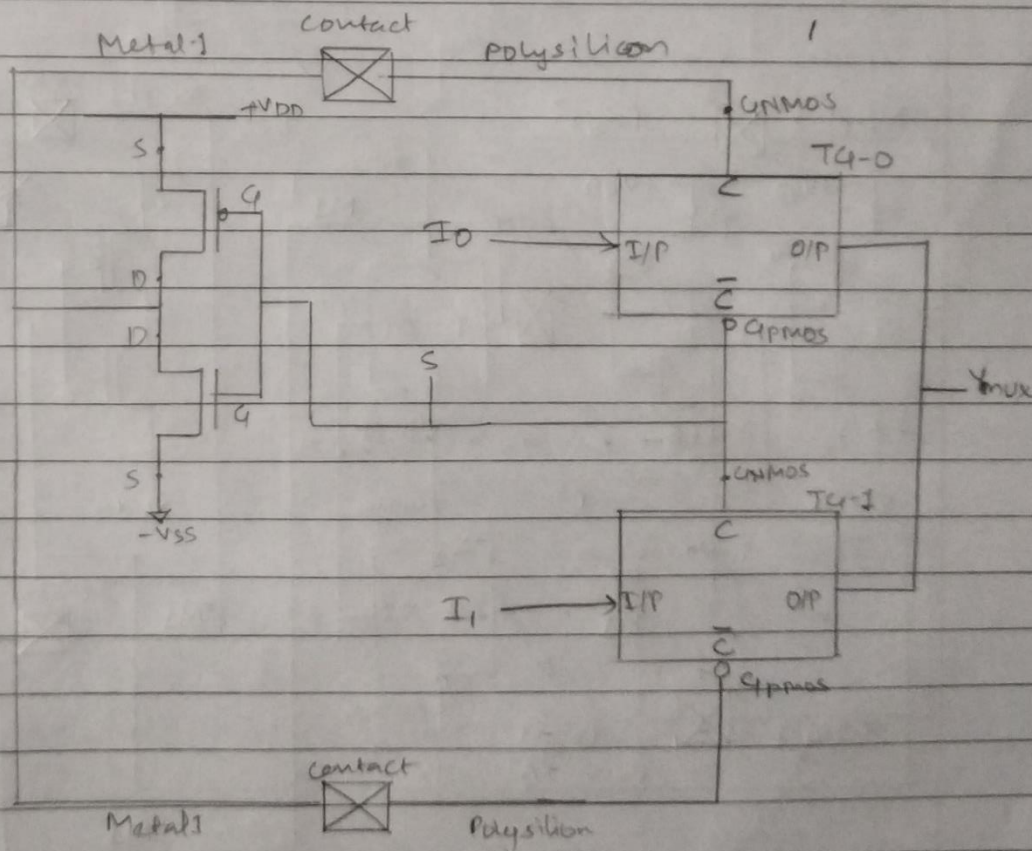 Metal-1
contact
polysilicon
1
GNMOS
+VDD
S
TG-0
G
C
I0
I/P
O/P
D
C̅
GPMOS
D
S
Ymux
G
GNMOS
S
TG-1
-VSS
C
I1
I/P
O/P
C̅
Gpmos
contact
Metal1
Polysilion